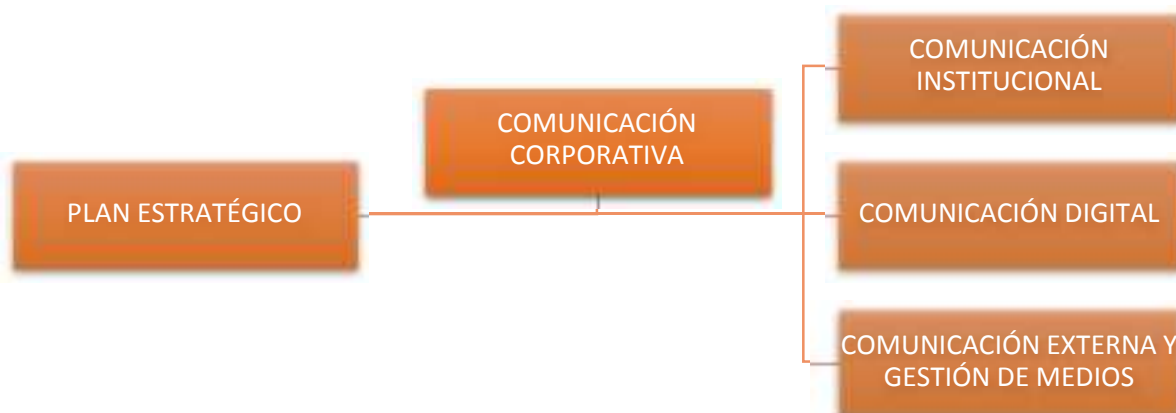 PLAN ESTRATÉGICO
COMUNICACIÓN
CORPORATIVA
COMUNICACIÓN
INSTITUCIONAL
COMUNICACIÓN DIGITAL
COMUNICACIÓN EXTERNA Y
GESTIÓN DE MEDIOS